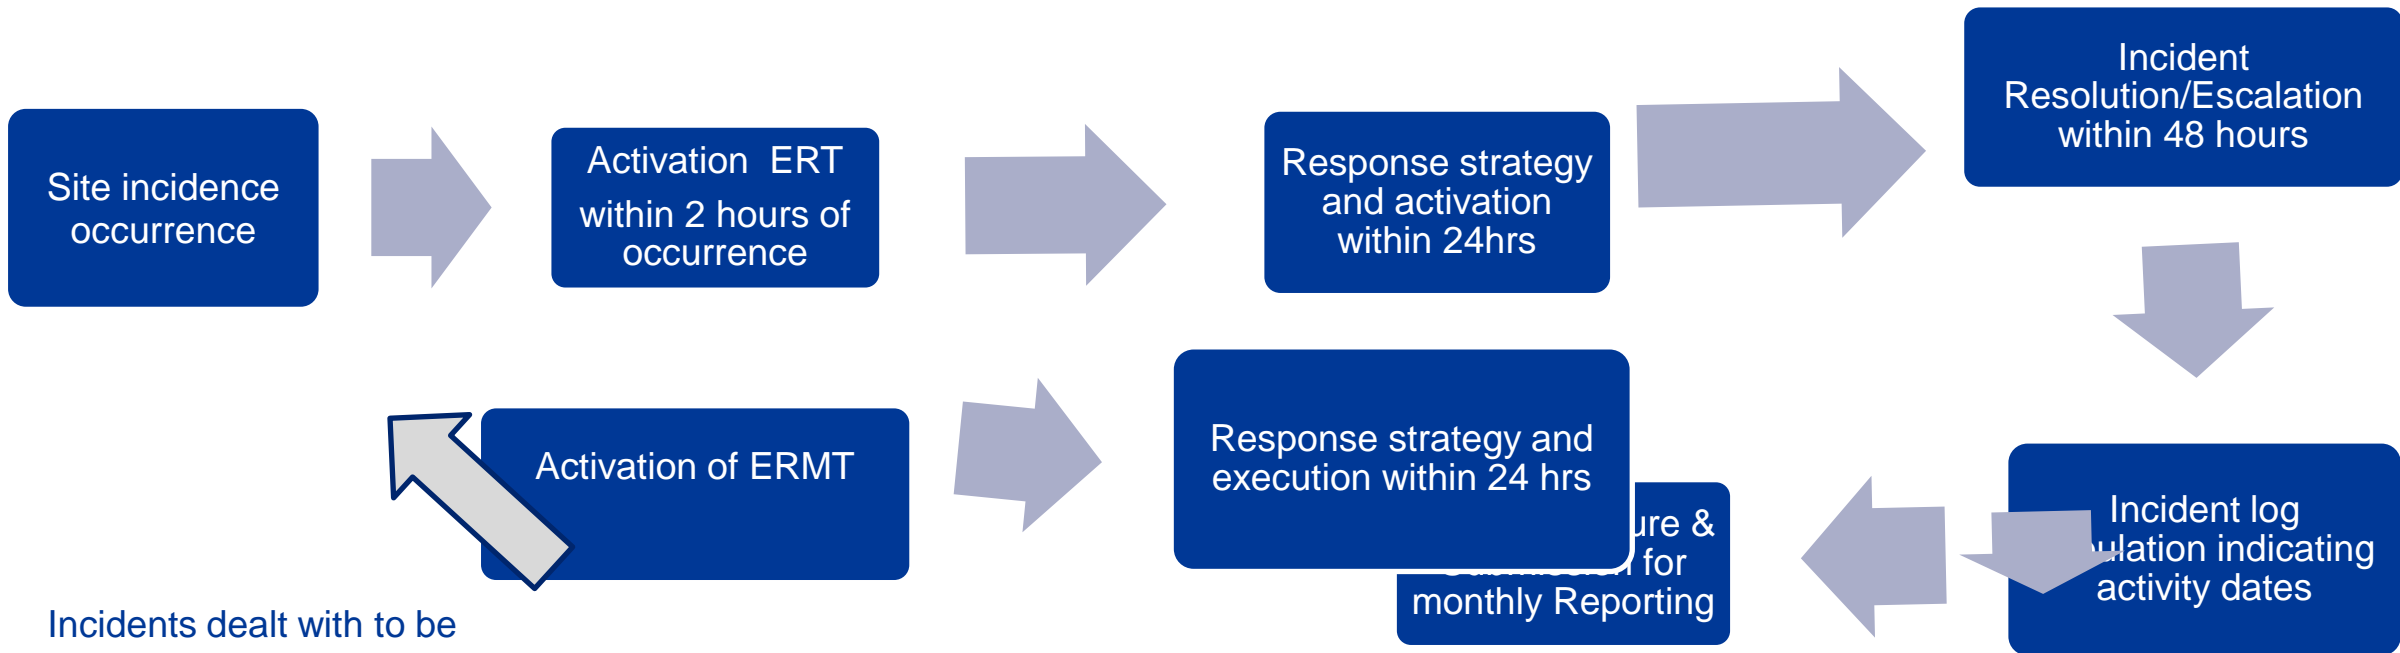 Site incidence
occurrence
Activation ERT
within 2 hours of
occurrence
Response strategy
and activation
within 24hrs
Incident
Resolution/Escalation
within 48 hours
Activation of ERMT
Response strategy and
execution within 24 hrs
&
for
monthly Reporting
Incident log
indicating
activity dates
Incidents dealt with to be